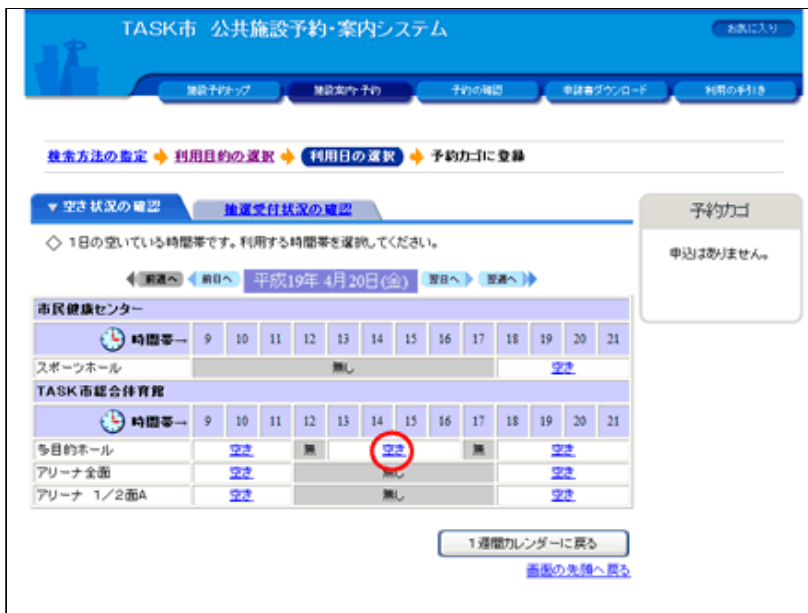 TASK市 公共施設予約・案内システム
お気に入り
施設予約トップ 施設案内・予約 予約の確認 申請書ダウンロード 利用の手引き
検索方法の指定 利用目的の選択 利用日の選択 予約カゴに登録
▼空き状況の確認 抽選受付状況の確認
予約カゴ
◇ 1日の空いている時間帯です。利用する時間帯を選択してください。
申込はありません。
前週へ 前日へ 平成19年 4月20日(金) 翌日へ 翌週へ
市民健康センター
時間帯→ 9 10 11 12 13 14 15 16 17 18 19 20 21
スポーツホール 無し 空き
TASK市総合体育館
時間帯→ 9 10 11 12 13 14 15 16 17 18 19 20 21
多目的ホール 空き 無 空き 無 空き
アリーナ全面 空き 無し 空き
アリーナ 1/2面A 空き 無し 空き
1週間カレンダーに戻る
画面の先頭へ戻る